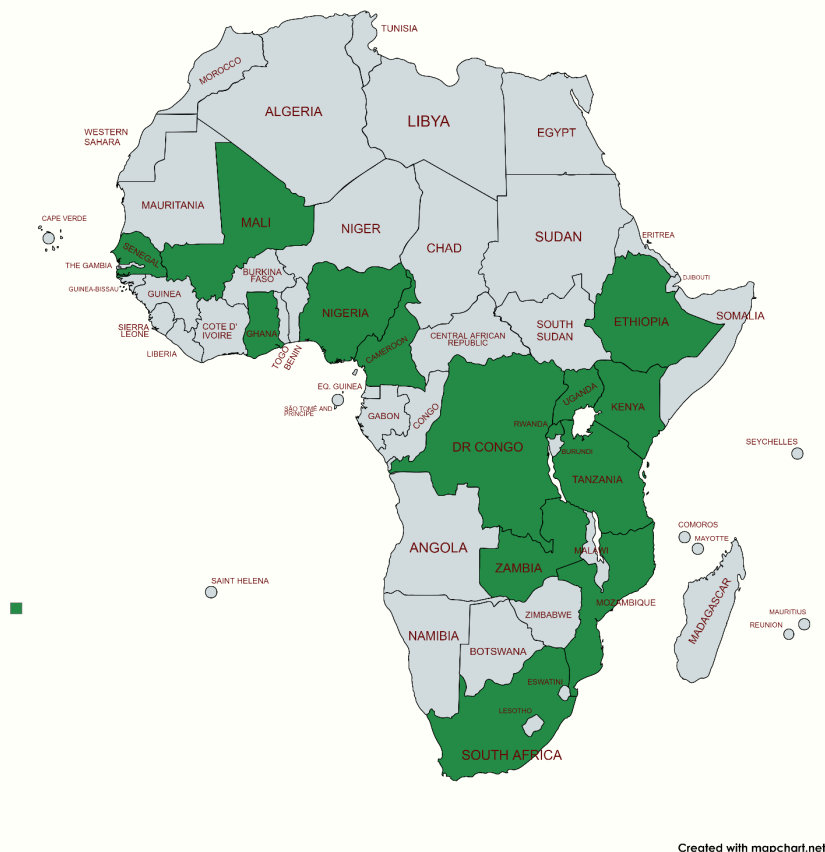 TUNISIA
MOROCCO
ALGERIA
LIBYA
EGYPT
WESTERN
SAHARA
MAURITANIA
MALI
NIGER
CHAD
SUDAN
ERITREA
CAPE VERDE
SENEGAL
THE GAMBIA
GUINEA-BISSAU
GUINEA
BURKINA
FASO
DJIBOUTI
SIERRA
LEONE
LIBERIA
COTE D'
IVOIRE
GHANA
TOGO
BENIN
NIGERIA
CAMEROON
CENTRAL AFRICAN
REPUBLIC
SOUTH
SUDAN
ETHIOPIA
SOMALIA
EQ. GUINEA
SÃO TOMÉ AND
PRINCIPE
GABON
CONGO
DR CONGO
UGANDA
KENYA
RWANDA
BURUNDI
TANZANIA
SEYCHELLES
ANGOLA
ZAMBIA
MALAWI
COMOROS
MAYOTTE
SAINT HELENA
MOZAMBIQUE
ZIMBABWE
MADAGASCAR
MAURITIUS
REUNION
NAMIBIA
BOTSWANA
ESWATINI
LESOTHO
SOUTH AFRICA
Created with mapchart.net